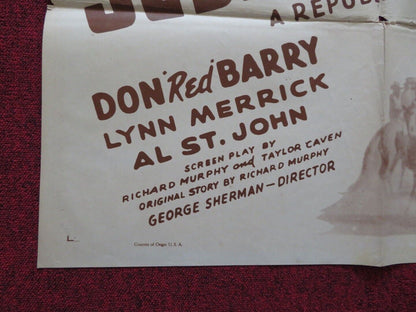 A REPUB
DON "Red" BARRY
LYNN MERRICK
AL ST. JOHN
SCREEN PLAY BY
RICHARD MURPHY and TAYLOR CAVEN
ORIGINAL STORY BY RICHARD MURPHY
GEORGE SHERMAN—DIRECTOR
Country of Origin U.S.A.